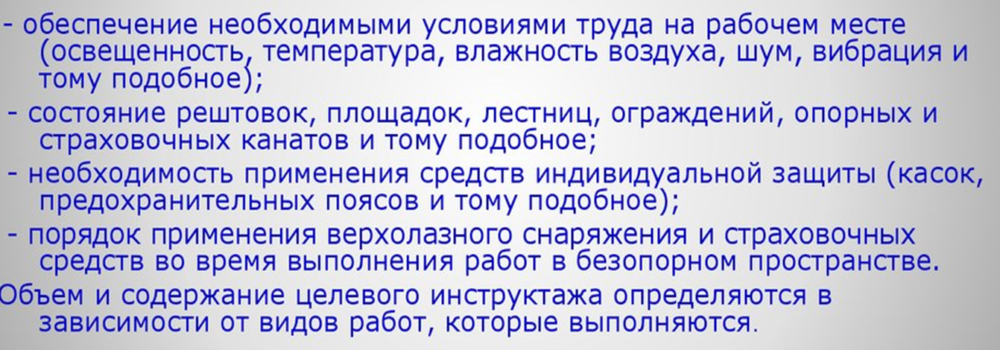 - обеспечение необходимыми условиями труда на рабочем месте
(освещенность, температура, влажность воздуха, шум, вибрация и
тому подобное);
- состояние рештовок, площадок, лестниц, ограждений, опорных и
страховочных канатов и тому подобное;
- необходимость применения средств индивидуальной защиты (касок,
предохранительных поясов и тому подобное);
- порядок применения верхолазного снаряжения и страховочных
средств во время выполнения работ в безопорном пространстве.
Объем и содержание целевого инструктажа определяются в
зависимости от видов работ, которые выполняются.